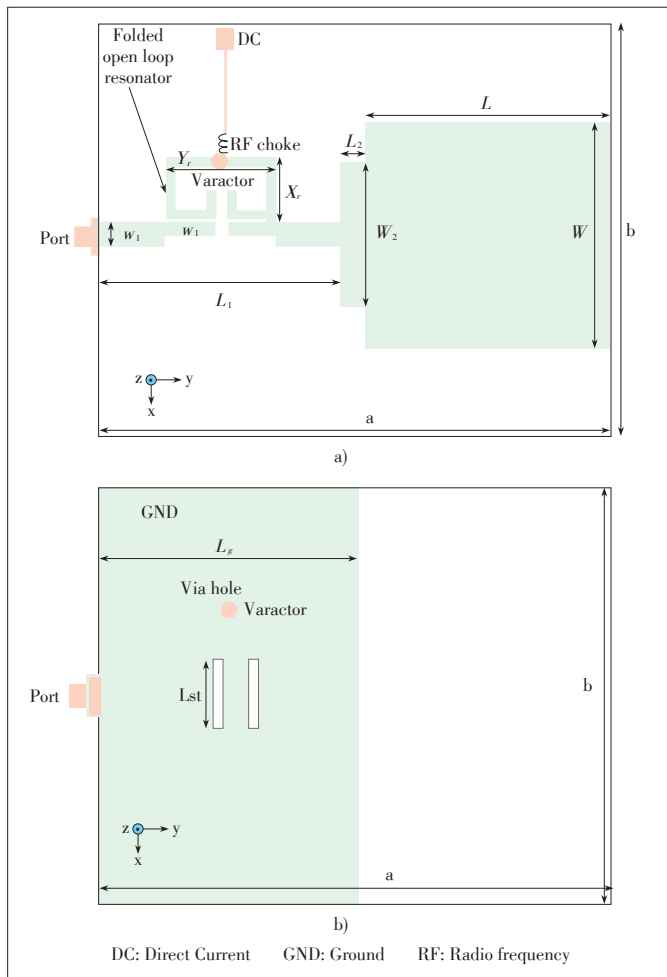 Folded
open loop
resonator
DC
L
RF choke
L₂
Yᵣ
Varactor
Xᵣ
Port
w₁
w₁
W₂
W
b
L₁
z
y
x
a
a)
GND
L_g
Via hole
Varactor
Lst
Port
b
z
y
x
a
b)
DC: Direct Current GND: Ground RF: Radio frequency